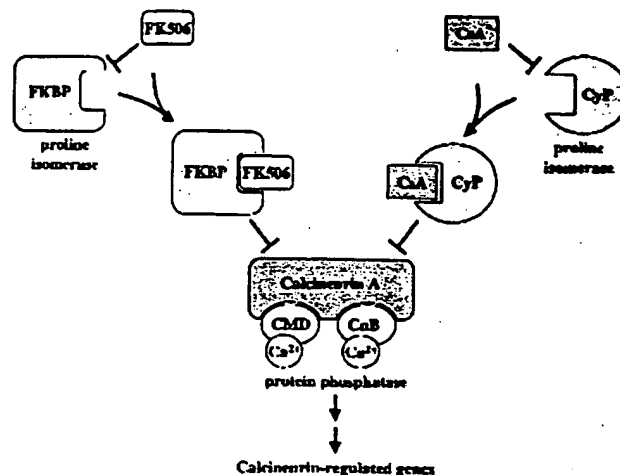 FK506
CsA
FKBP
CyP
proline
isomerase
proline
isomerase
FKBP
FK506
CsA
CyP
Calcineurin A
CMD
CnB
Ca2+
Ca2+
protein phosphatase
Calcineurin-regulated genes